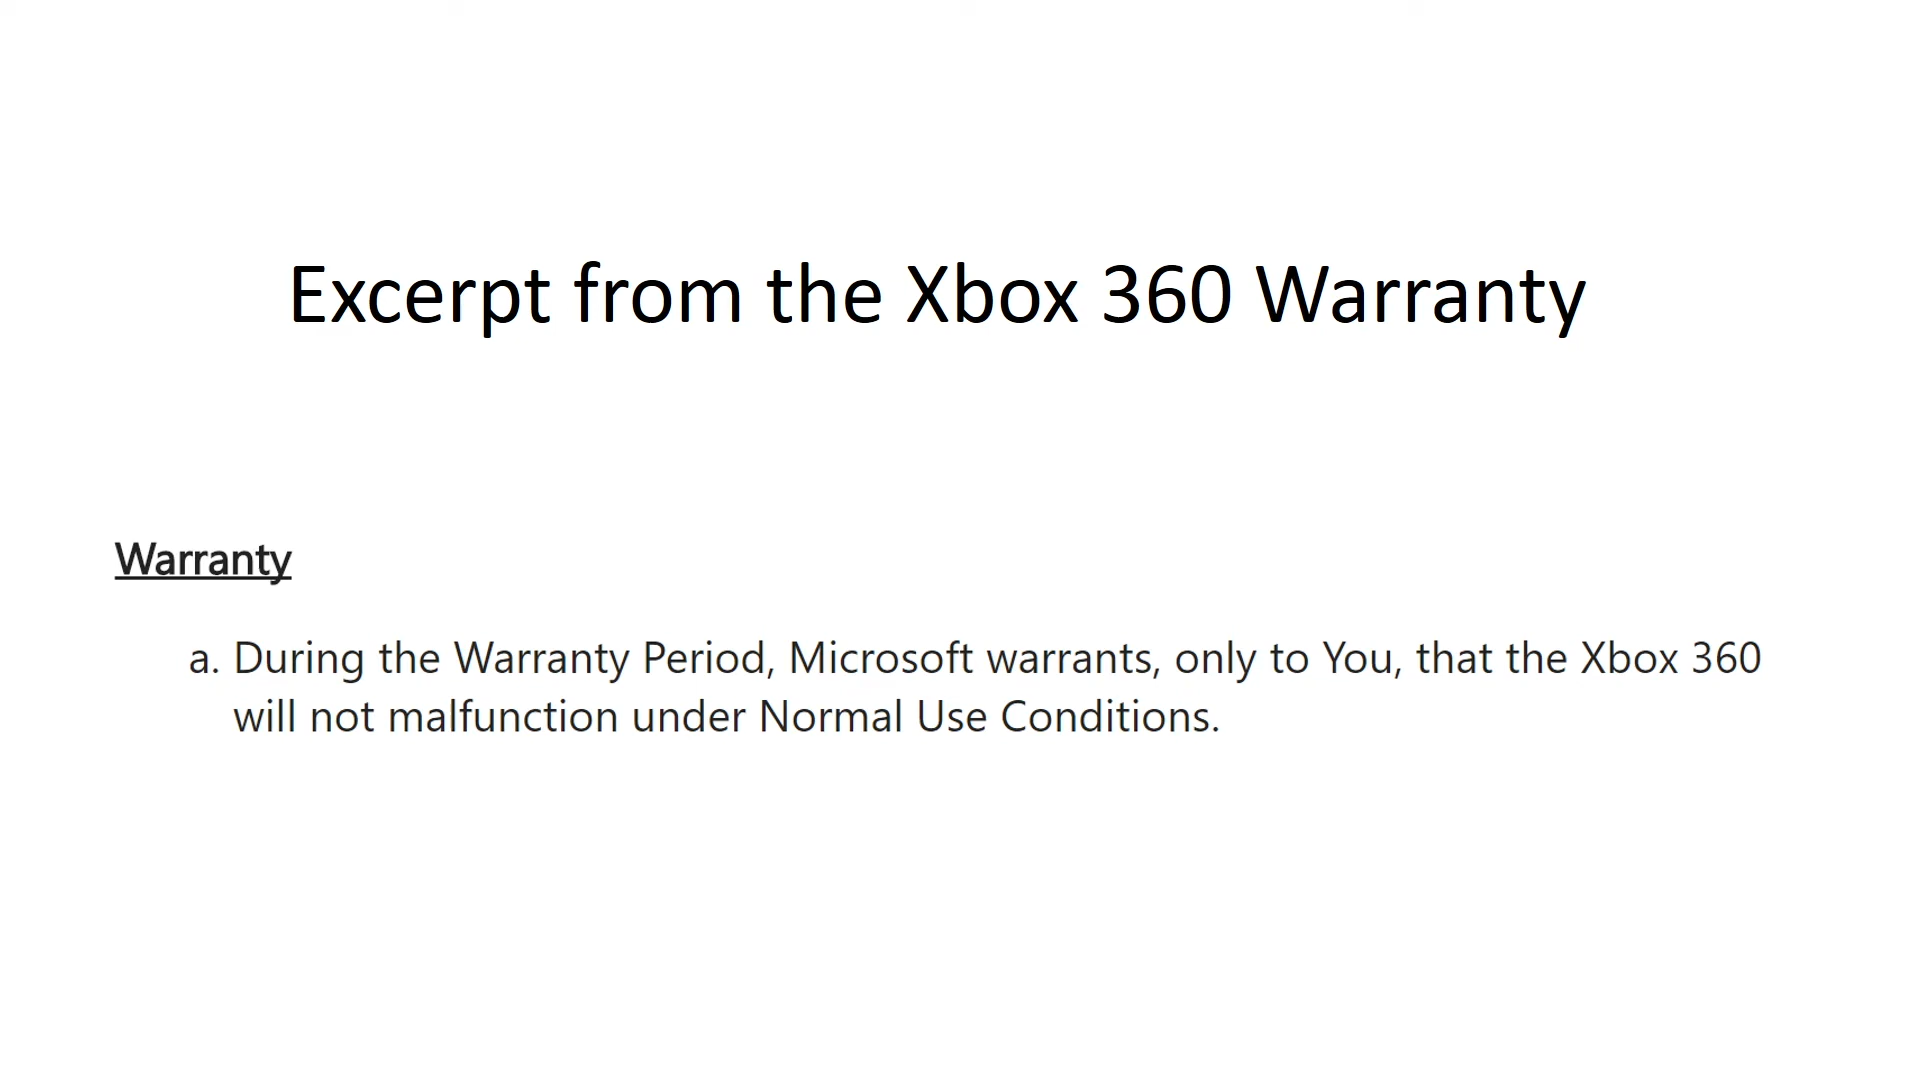 Excerpt from the Xbox 360 Warranty
Warranty
a. During the Warranty Period, Microsoft warrants, only to You, that the Xbox 360
will not malfunction under Normal Use Conditions.